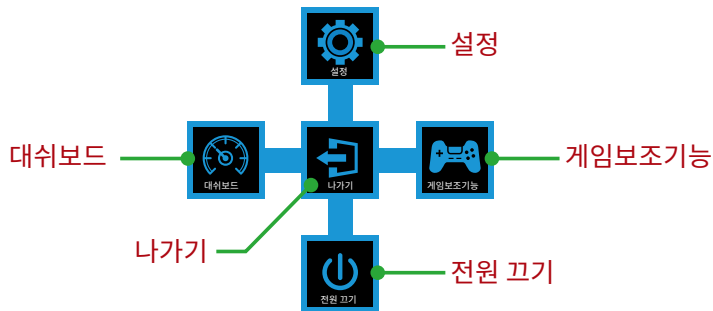 설정
설정
대쉬보드
대쉬보드
나가기
게임보조기능
게임보조기능
나가기
전원 끄기
전원 끄기